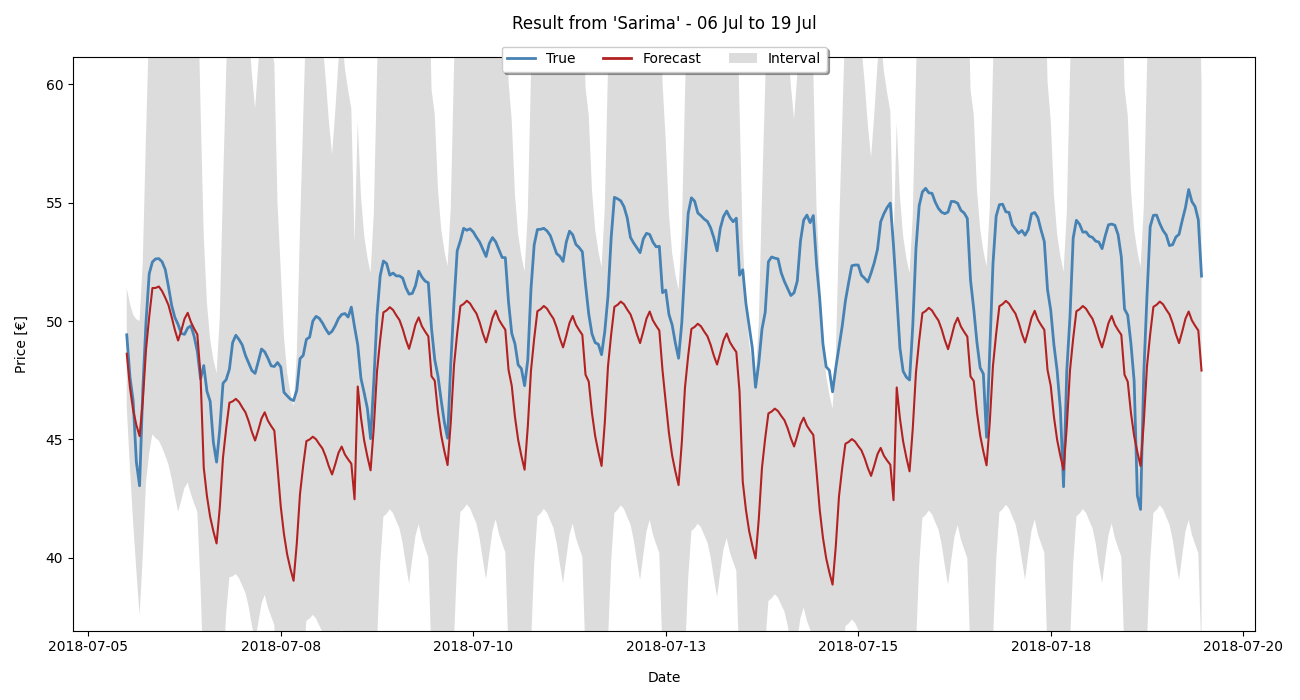 Result from 'Sarima' - 06 Jul to 19 Jul
True Forecast Interval
60
55
50
45
40
Price [€]
2018-07-05 2018-07-08 2018-07-10 2018-07-13 2018-07-15 2018-07-18 2018-07-20
Date